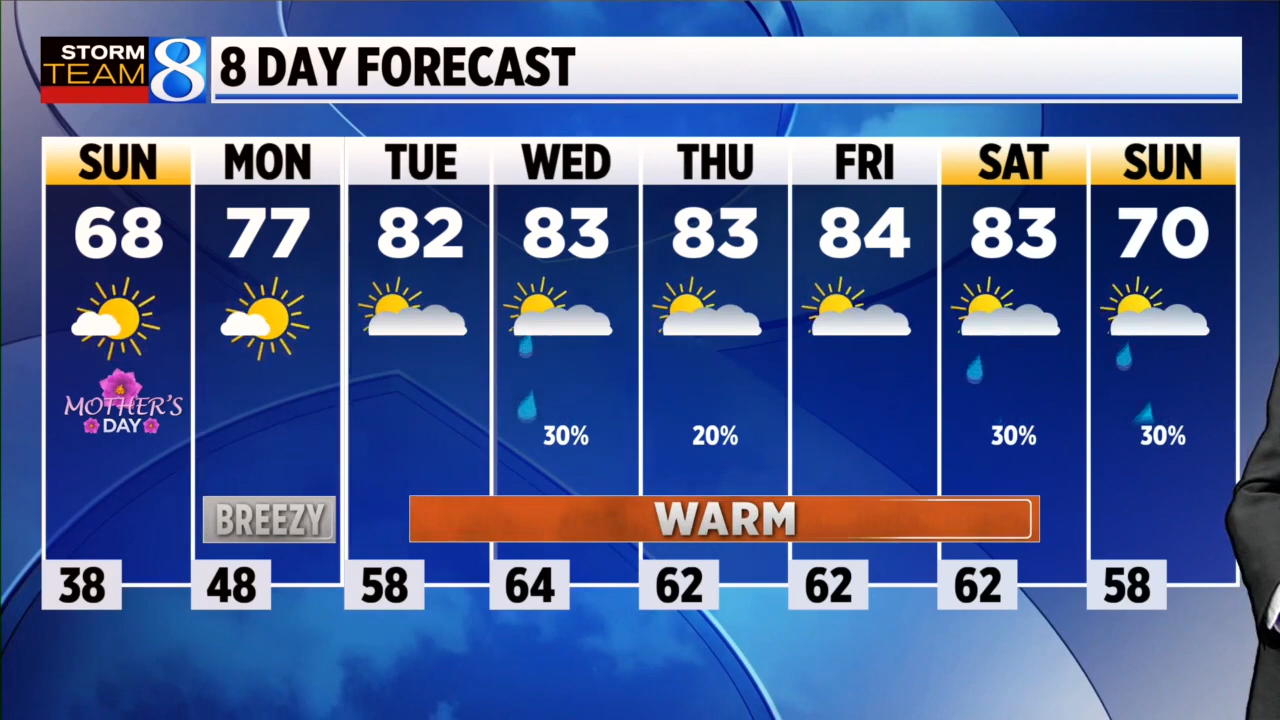 STORM
TEAM 8
8 DAY FORECAST
SUN MON TUE WED THU FRI SAT SUN
68 77 82 83 83 84 83 70
MOTHER'S
DAY
30% 20% 30% 30%
BREEZY WARM
38 48 58 64 62 62 62 58